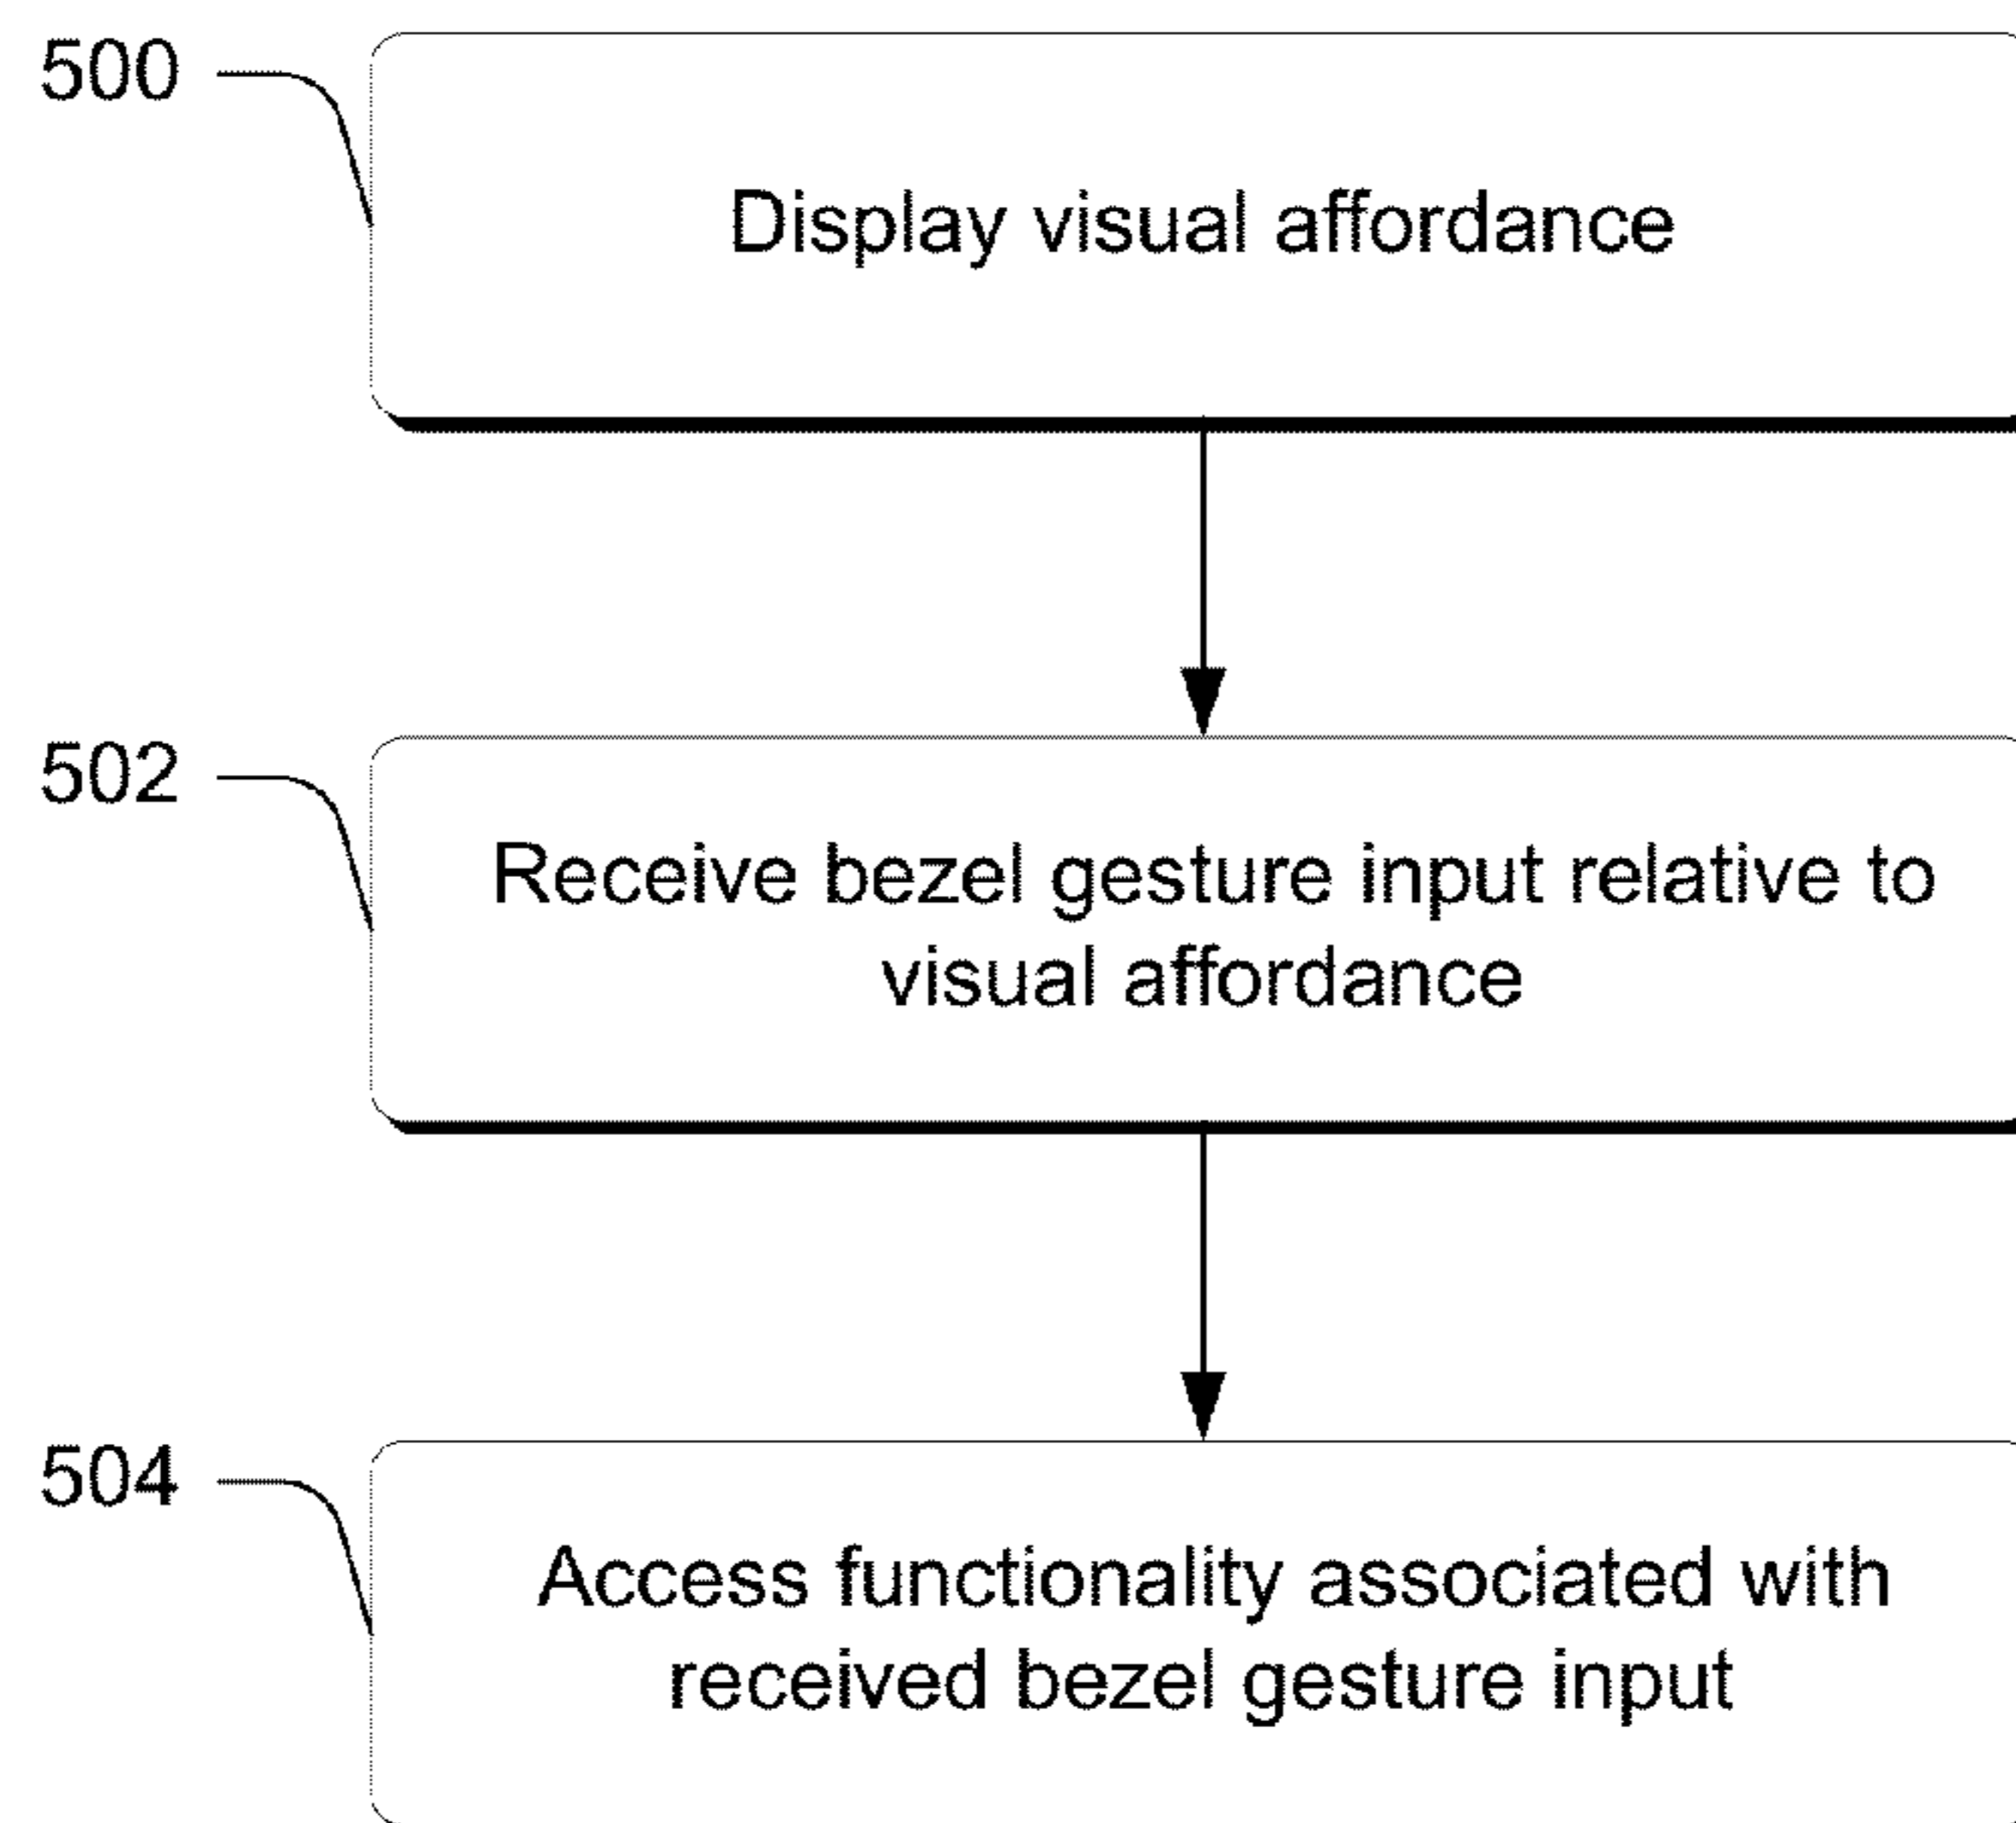 500
Display visual affordance
502
Receive bezel gesture input relative to
visual affordance
504
Access functionality associated with
received bezel gesture input